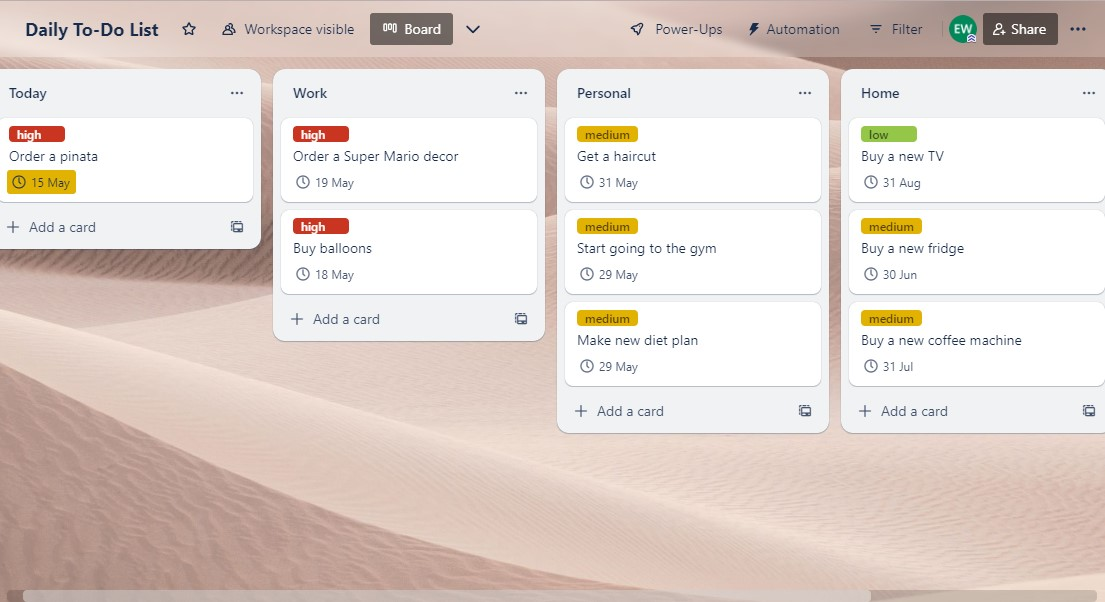 Daily To-Do List
Workspace visible
Board
Power-Ups
Automation
Filter
EW
Share
Today
high
Order a pinata
15 May
Add a card
Work
high
Order a Super Mario decor
19 May
high
Buy balloons
18 May
Add a card
Personal
medium
Get a haircut
31 May
medium
Start going to the gym
29 May
medium
Make new diet plan
29 May
Add a card
Home
low
Buy a new TV
31 Aug
medium
Buy a new fridge
30 Jun
medium
Buy a new coffee machine
31 Jul
Add a card